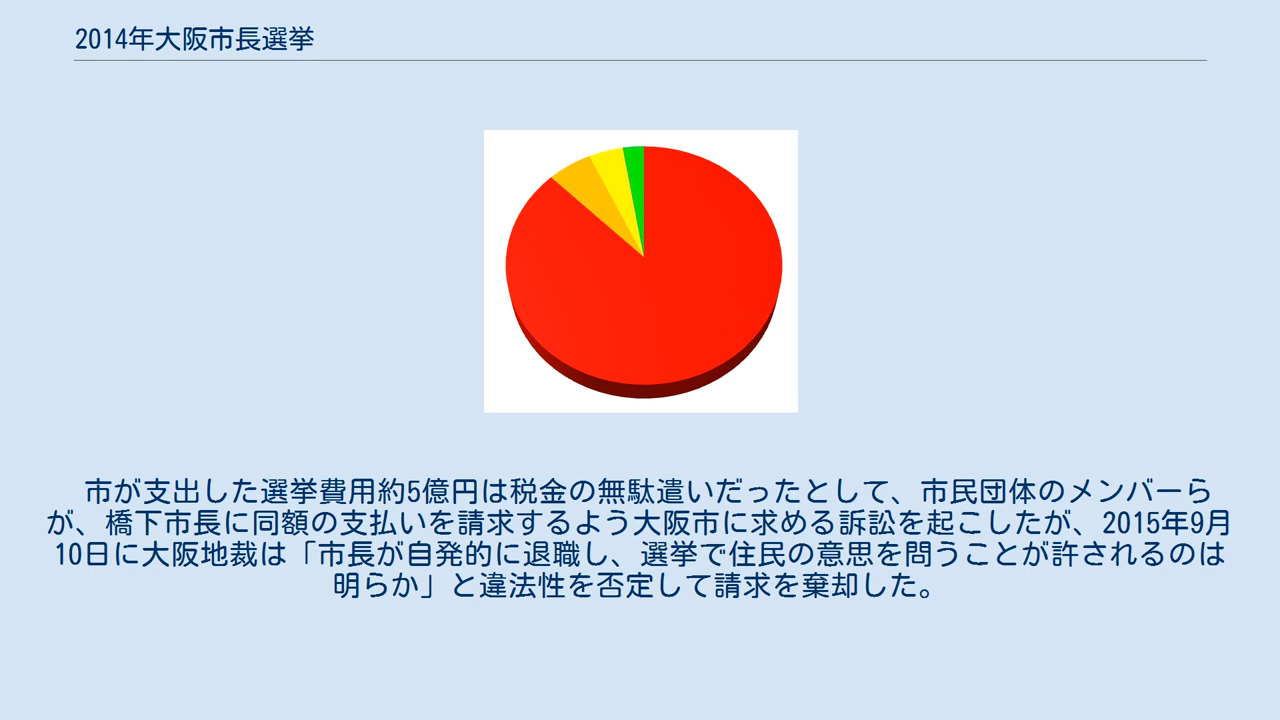 2014年大阪市長選挙
市が支出した選挙費用約5億円は税金の無駄遣いだったとして、市民団体のメンバーら
が、橋下市長に同額の支払いを請求するよう大阪市に求める訴訟を起こしたが、2015年9月
10日に大阪地裁は「市長が自発的に退職し、選挙で住民の意思を問うことが許されるのは
明らか」と違法性を否定して請求を棄却した。